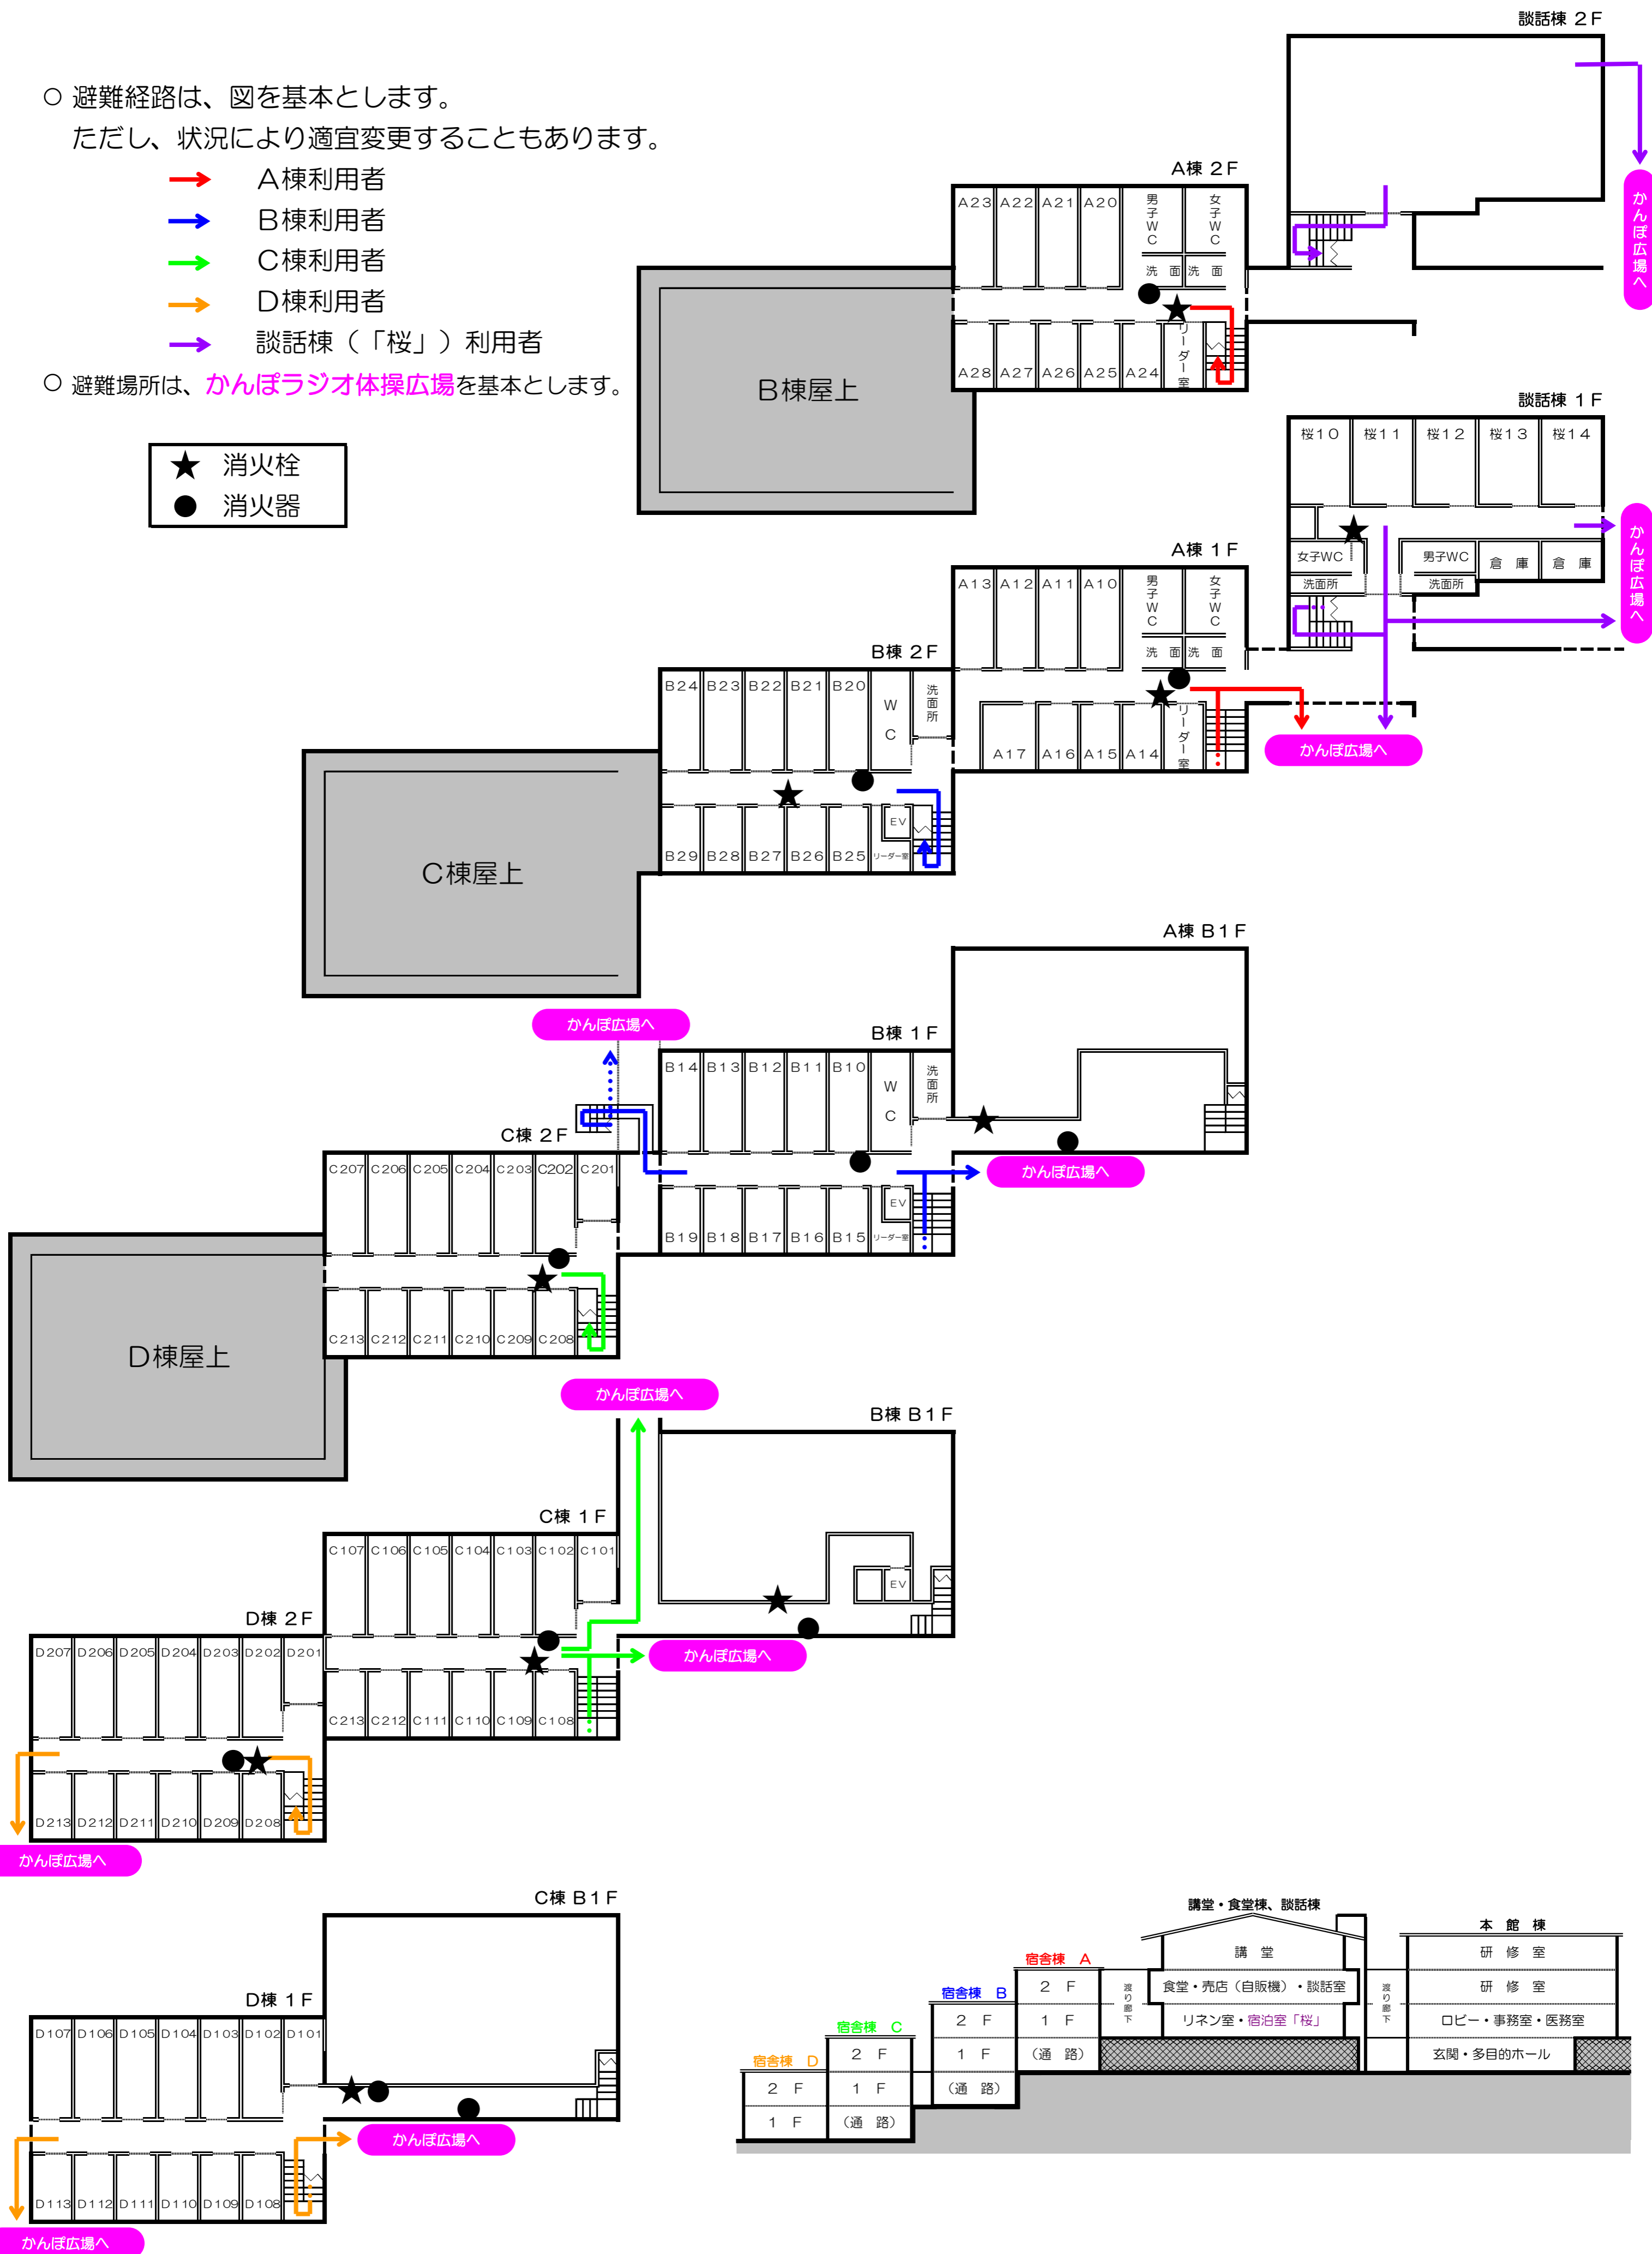 ○ 避難経路は、図を基本とします。
ただし、状況により適宜変更することもあります。
A棟利用者
B棟利用者
C棟利用者
D棟利用者
談話棟（「桜」）利用者
○ 避難場所は、かんぽラジオ体操広場を基本とします。
★ 消火栓
● 消火器
談話棟 2F
かんぽ広場へ
A棟 2F
A23 A22 A21 A20 男子WC 女子WC
洗 面 洗 面
A28 A27 A26 A25 A24 リーダー室
B棟屋上
談話棟 1F
桜10 桜11 桜12 桜13 桜14
女子WC 男子WC 倉 庫 倉 庫
洗面所 洗面所
かんぽ広場へ
A棟 1F
A13 A12 A11 A10 男子WC 女子WC
洗 面 洗 面
A17 A16 A15 A14 リーダー室
かんぽ広場へ
B棟 2F
B24 B23 B22 B21 B20 WC 洗面所
EV
B29 B28 B27 B26 B25 リーダー室
C棟屋上
A棟 B1F
かんぽ広場へ
B棟 1F
B14 B13 B12 B11 B10 WC 洗面所
かんぽ広場へ
EV
B19 B18 B17 B16 B15 リーダー室
C棟 2F
C207 C206 C205 C204 C203 C202 C201
C213 C212 C211 C210 C209 C208
D棟屋上
かんぽ広場へ
B棟 B1F
EV
C棟 1F
C107 C106 C105 C104 C103 C102 C101
かんぽ広場へ
C213 C212 C111 C110 C109 C108
D棟 2F
D207 D206 D205 D204 D203 D202 D201
D213 D212 D211 D210 D209 D208
かんぽ広場へ
C棟 B1F
D棟 1F
D107 D106 D105 D104 D103 D102 D101
かんぽ広場へ
D113 D112 D111 D110 D109 D108
かんぽ広場へ
講堂・食堂棟、談話棟
本 館 棟
宿舎棟 A
宿舎棟 B
宿舎棟 C
宿舎棟 D
講 堂
食堂・売店（自販機）・談話室
リネン室・宿泊室「桜」
渡り廊下
渡り廊下
研 修 室
研 修 室
ロビー・事務室・医務室
玄関・多目的ホール
2 F
1 F
（通 路）
2 F
1 F
（通 路）
2 F
1 F
（通 路）
2 F
1 F